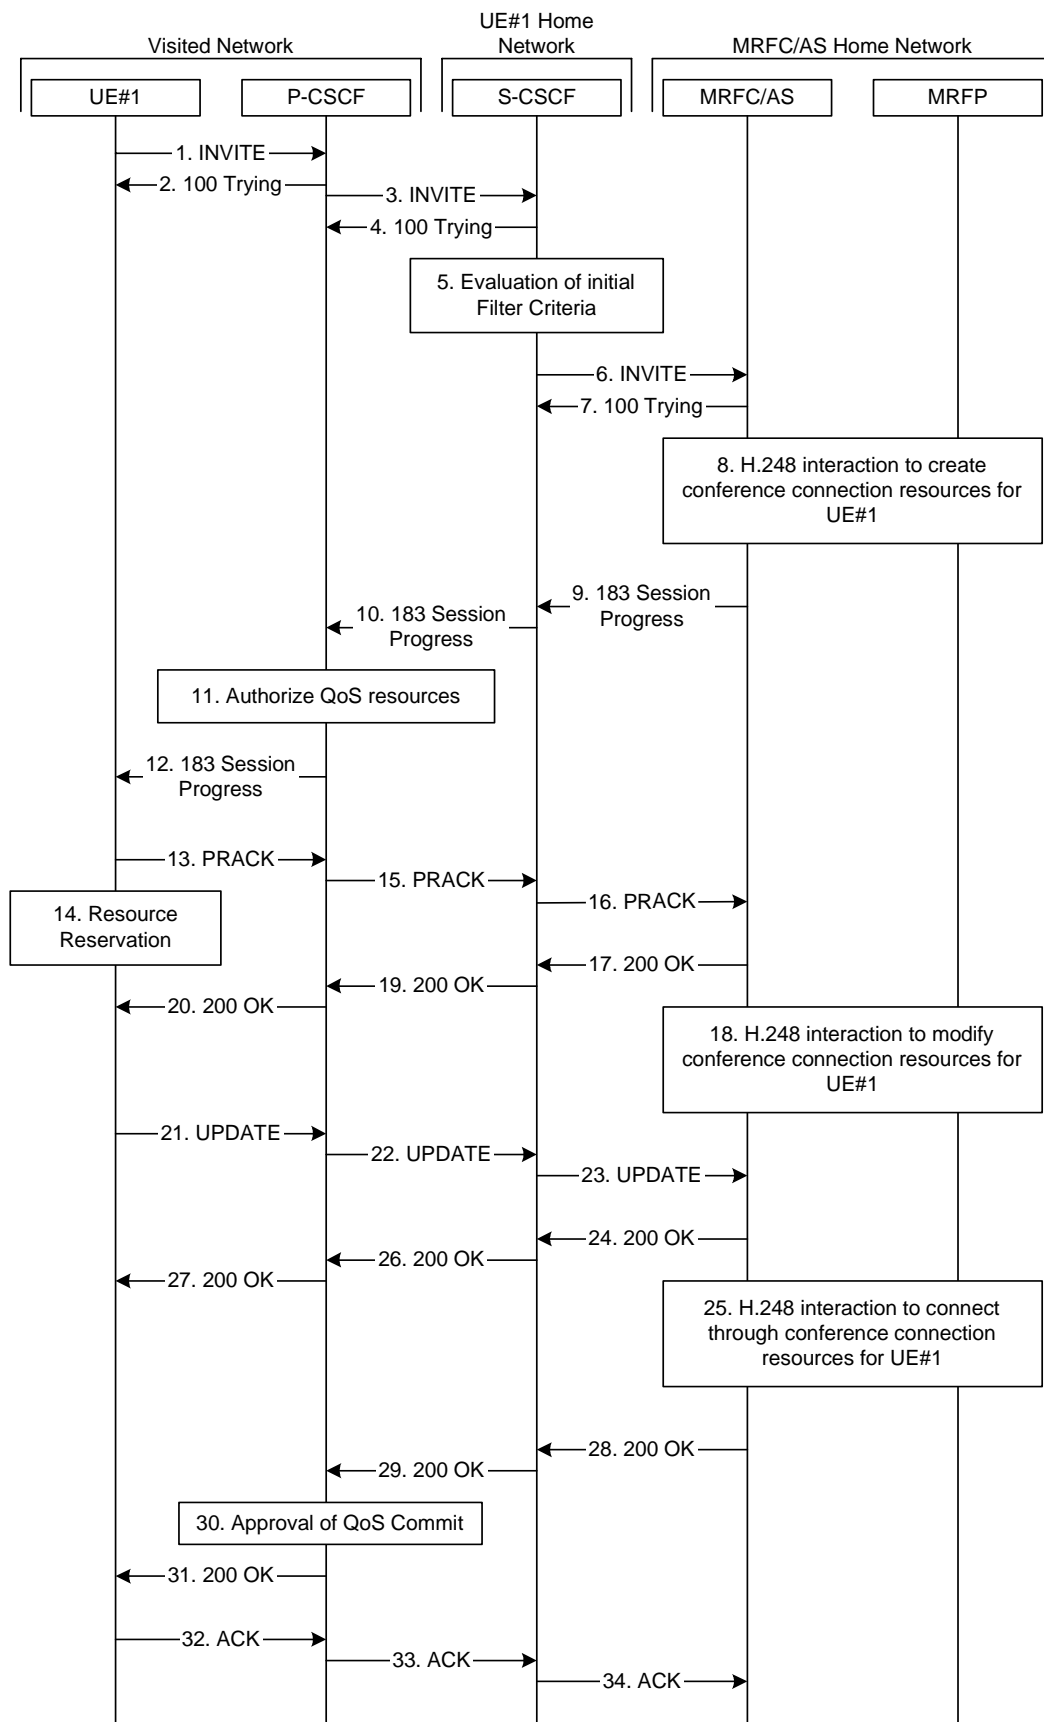 UE#1 Home
Network
Visited Network
MRFC/AS Home Network
UE#1
P-CSCF
S-CSCF
MRFC/AS
MRFP
1. INVITE
2. 100 Trying
3. INVITE
4. 100 Trying
5. Evaluation of initial
Filter Criteria
6. INVITE
7. 100 Trying
8. H.248 interaction to create
conference connection resources for
UE#1
9. 183 Session
Progress
10. 183 Session
Progress
11. Authorize QoS resources
12. 183 Session
Progress
13. PRACK
15. PRACK
16. PRACK
14. Resource
Reservation
17. 200 OK
19. 200 OK
20. 200 OK
18. H.248 interaction to modify
conference connection resources for
UE#1
21. UPDATE
22. UPDATE
23. UPDATE
24. 200 OK
26. 200 OK
27. 200 OK
25. H.248 interaction to connect
through conference connection
resources for UE#1
28. 200 OK
29. 200 OK
30. Approval of QoS Commit
31. 200 OK
32. ACK
33. ACK
34. ACK